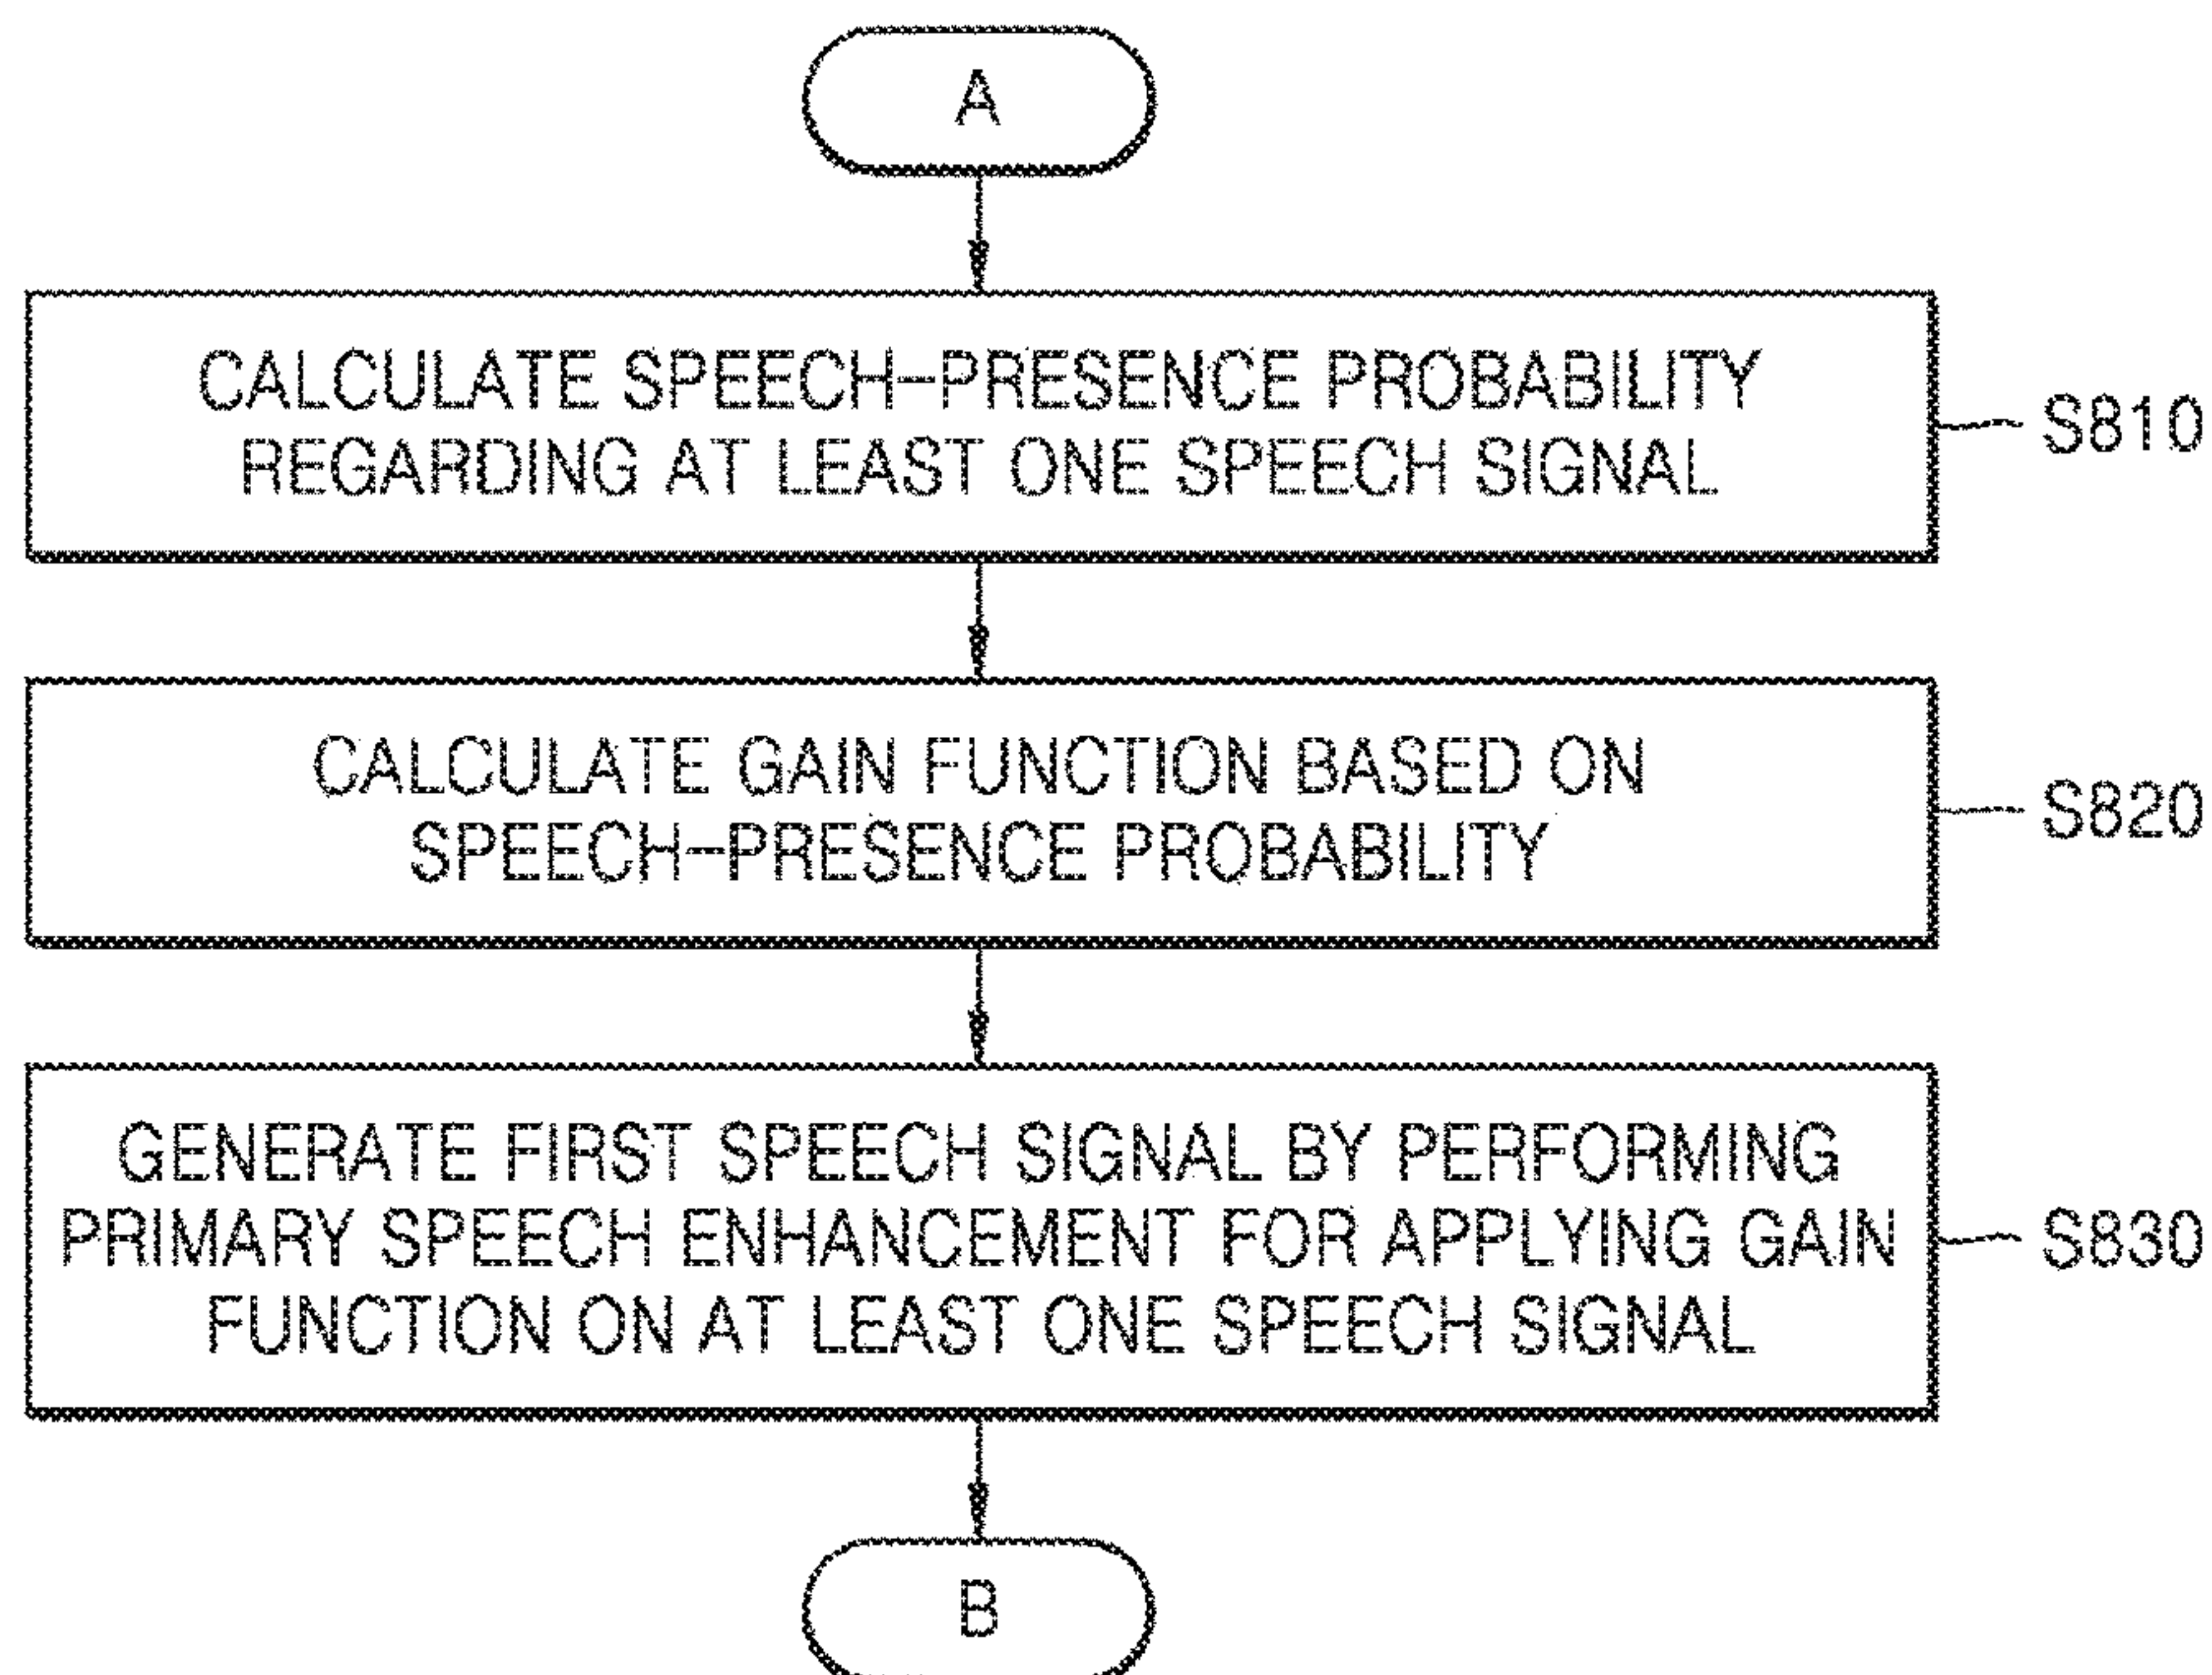 A
CALCULATE SPEECH-PRESENCE PROBABILITY
REGARDING AT LEAST ONE SPEECH SIGNAL
S810
CALCULATE GAIN FUNCTION BASED ON
SPEECH-PRESENCE PROBABILITY
S820
GENERATE FIRST SPEECH SIGNAL BY PERFORMING
PRIMARY SPEECH ENHANCEMENT FOR APPLYING GAIN
FUNCTION ON AT LEAST ONE SPEECH SIGNAL
S830
B